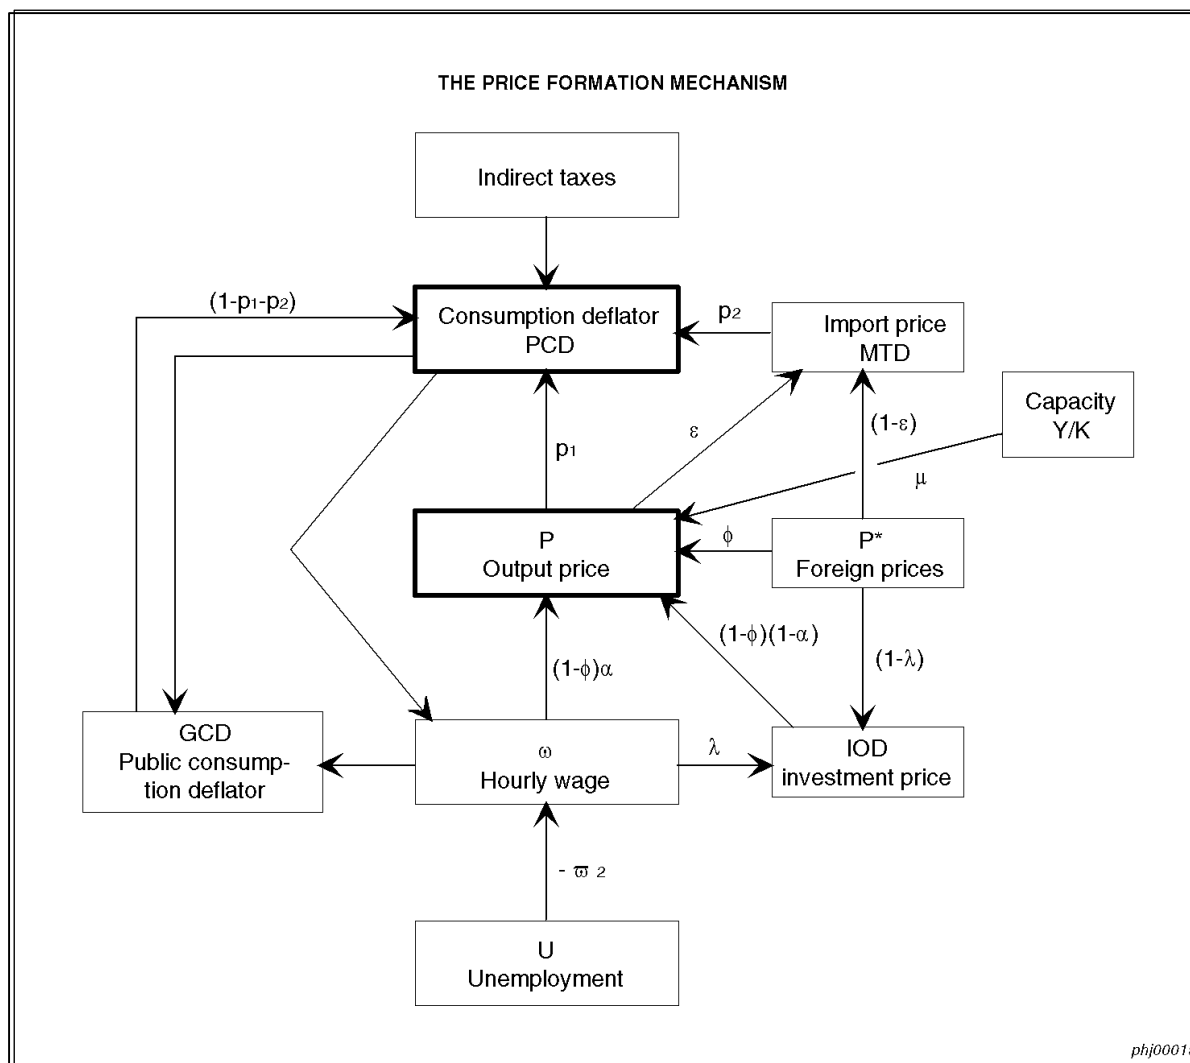 THE PRICE FORMATION MECHANISM
Indirect taxes
(1-p1-p2)
Consumption deflator
PCD
p2
Import price
MTD
Capacity
Y/K
ε
(1-ε)
p1
μ
P
Output price
ϕ
P*
Foreign prices
(1-ϕ)(1-α)
(1-ϕ)α
(1-λ)
GCD
Public consump-
tion deflator
ω
Hourly wage
λ
IOD
investment price
- ϖ 2
U
Unemployment